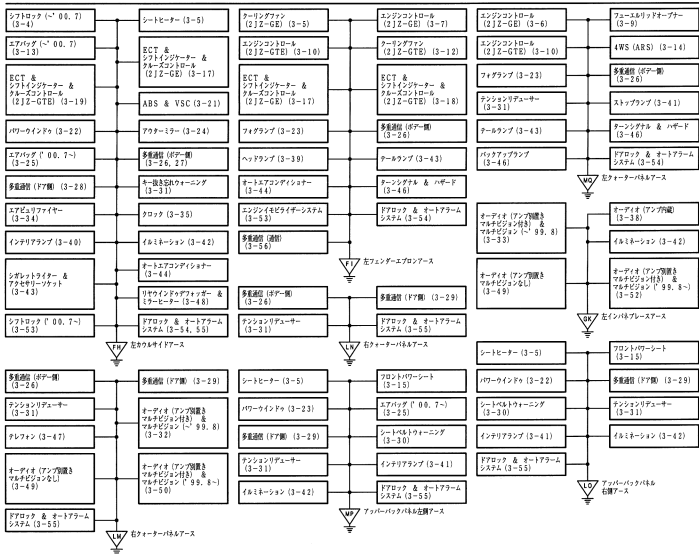 シフトロック (~'00.7)
(3-4)
エアバッグ (~'00.7)
(3-13)
ECT &
シフトインジケーター &
クルーズコントロール
(2JZ-GTE) (3-19)
パワーウインドゥ (3-22)
エアバッグ ('00.7~)
(3-25)
多重通信 (ドア側) (3-28)
エアピュリファイヤー
(3-34)
インテリアランプ (3-40)
シガレットライター &
アクセサリーソケット
(3-43)
シフトロック ('00.7~)
(3-53)
シートヒーター (3-5)
ECT &
シフトインジケーター &
クルーズコントロール
(2JZ-GE) (3-17)
ABS & VSC (3-21)
アウターミラー (3-24)
多重通信 (ボデー側)
(3-26, 27)
キー抜き忘れウォーニング
(3-31)
クロック (3-35)
イルミネーション (3-42)
オートエアコンディショナー
(3-44)
リヤウインドゥデフォッガー &
ミラーヒーター (3-48)
ドアロック & オートアラーム
システム (3-54, 55)
FH
左カウルサイドアース
クーリングファン
(2JZ-GE) (3-5)
エンジンコントロール
(2JZ-GTE) (3-10)
ECT &
シフトインジケーター &
クルーズコントロール
(2JZ-GE) (3-17)
フォグランプ (3-23)
ヘッドランプ (3-39)
オートエアコンディショナー
(3-44)
エンジンイモビライザーシステム
(3-53)
多重通信 (通信)
(3-56)
エンジンコントロール
(2JZ-GE) (3-7)
クーリングファン
(2JZ-GTE) (3-12)
ECT &
シフトインジケーター &
クルーズコントロール
(2JZ-GTE) (3-18)
多重通信 (ボデー側)
(3-26)
テールランプ (3-43)
ターンシグナル & ハザード
(3-46)
ドアロック & オートアラーム
システム (3-54)
FI
左フェンダーエプロンアース
多重通信 (ボデー側)
(3-26)
テンションリデューサー
(3-31)
多重通信 (ドア側) (3-29)
ドアロック & オートアラーム
システム (3-55)
LN
右クォーターパネルアース
エンジンコントロール
(2JZ-GE) (3-6)
エンジンコントロール
(2JZ-GTE) (3-10)
フォグランプ (3-23)
テンションリデューサー
(3-31)
テールランプ (3-43)
バックアップランプ
(3-46)
フューエルリッドオープナー
(3-9)
4WS (ARS) (3-14)
多重通信 (ボデー側)
(3-26)
ストップランプ (3-41)
ターンシグナル & ハザード
(3-46)
ドアロック & オートアラーム
システム (3-54)
MQ
左クォーターパネルアース
オーディオ (アンプ別置き
マルチビジョン付き) &
マルチビジョン (~'99.8)
(3-33)
オーディオ (アンプ別置き
マルチビジョンなし)
(3-49)
オーディオ (アンプ内蔵)
(3-38)
イルミネーション (3-42)
オーディオ (アンプ別置き
マルチビジョン付き) &
マルチビジョン ('99.8~)
(3-52)
GK
左インパネブレースアース
多重通信 (ボデー側)
(3-26)
テンションリデューサー
(3-31)
テレフォン (3-47)
オーディオ (アンプ別置き
マルチビジョンなし)
(3-49)
ドアロック & オートアラーム
システム (3-55)
多重通信 (ドア側) (3-29)
オーディオ (アンプ別置き
マルチビジョン付き) &
マルチビジョン (~'99.8)
(3-32)
オーディオ (アンプ別置き
マルチビジョン付き) &
マルチビジョン ('99.8~)
(3-50)
LM
右クォーターパネルアース
シートヒーター (3-5)
パワーウインドゥ (3-23)
多重通信 (ドア側) (3-29)
テンションリデューサー
(3-31)
イルミネーション (3-42)
フロントパワーシート
(3-15)
エアバッグ ('00.7~)
(3-25)
シートベルトウォーニング
(3-30)
インテリアランプ (3-41)
ドアロック & オートアラーム
システム (3-55)
MP
アッパーバックパネル左側アース
シートヒーター (3-5)
パワーウインドゥ (3-22)
シートベルトウォーニング
(3-30)
インテリアランプ (3-41)
ドアロック & オートアラーム
システム (3-55)
フロントパワーシート
(3-15)
多重通信 (ドア側) (3-29)
テンションリデューサー
(3-31)
イルミネーション (3-42)
LO
アッパーバックパネル
右側アース